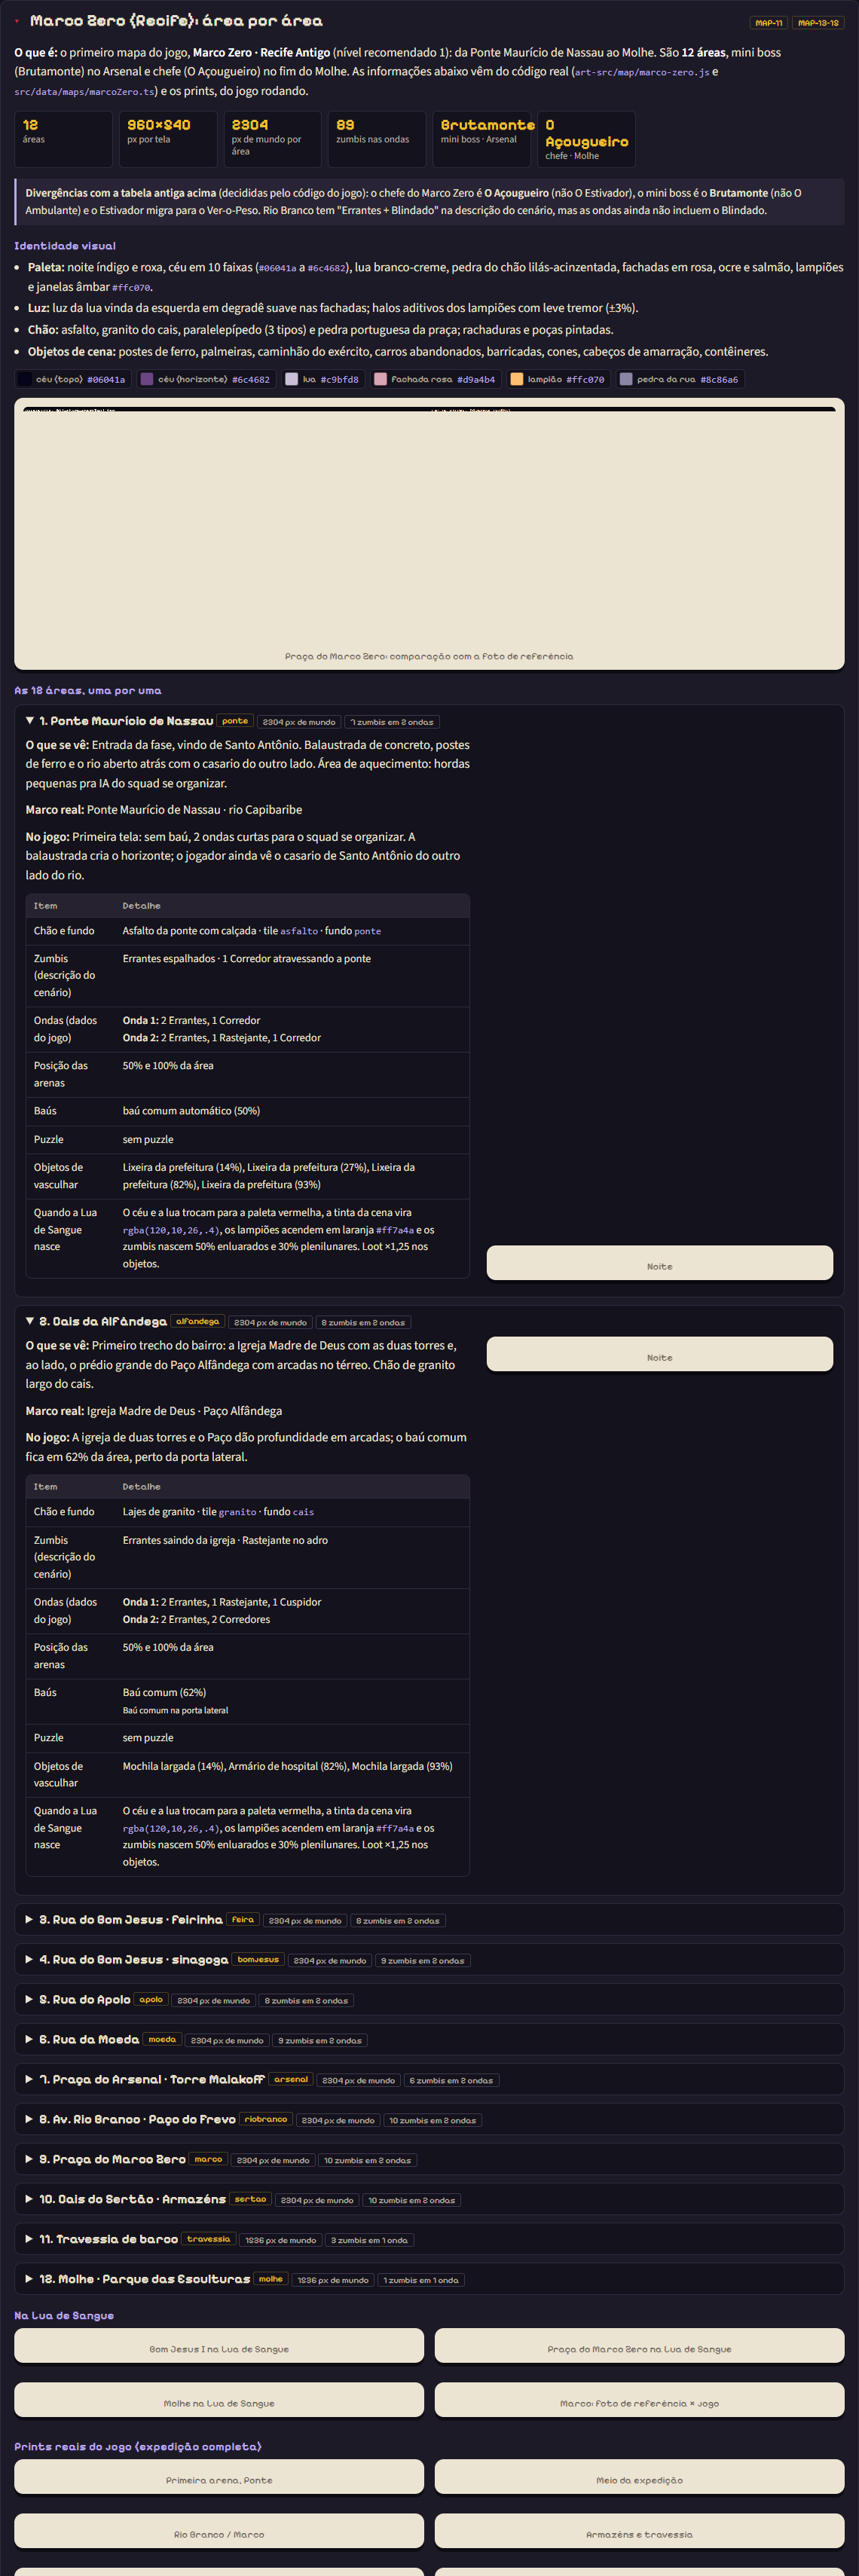 Marco Zero (Recife): área por área
MAP-11 MAP-13-15
O que é: o primeiro mapa do jogo, Marco Zero · Recife Antigo (nível recomendado 1): da Ponte Maurício de Nassau ao Molhe. São 12 áreas, mini boss
(Brutamonte) no Arsenal e chefe (O Açougueiro) no fim do Molhe. As informações abaixo vêm do código real (art-src/map/marco-zero.js e
src/data/maps/marcoZero.ts) e os prints, do jogo rodando.
12
áreas
960×540
px por tela
2304
px de mundo por
área
89
zumbis nas ondas
Brutamonte
mini boss · Arsenal
O
Açougueiro
chefe · Molhe
Divergências com a tabela antiga acima (decididas pelo código do jogo): o chefe do Marco Zero é O Açougueiro (não O Estivador), o mini boss é o Brutamonte (não O
Ambulante) e o Estivador migra para o Ver-o-Peso. Rio Branco tem "Errantes + Blindado" na descrição do cenário, mas as ondas ainda não incluem o Blindado.
Identidade visual
• Paleta: noite índigo e roxa, céu em 10 faixas (#06041a a #6c4682), lua branco-creme, pedra do chão lilás-acinzentada, fachadas em rosa, ocre e salmão, lampiões
e janelas âmbar #ffc070.
• Luz: luz da lua vinda da esquerda em degradê suave nas fachadas; halos aditivos dos lampiões com leve tremor (±3%).
• Chão: asfalto, granito do cais, paralelepípedo (3 tipos) e pedra portuguesa da praça; rachaduras e poças pintadas.
• Objetos de cena: postes de ferro, palmeiras, caminhão do exército, carros abandonados, barricadas, cones, cabeços de amarração, contêineres.
céu (topo) #06041a céu (horizonte) #6c4682 lua #c9bfd8 fachada rosa #d9a4b4 lampião #ffc070 pedra da rua #8c86a6
Praça do Marco Zero: comparação com a foto de referência
As 12 áreas, uma por uma
▼ 1. Ponte Maurício de Nassau ponte 2304 px de mundo 7 zumbis em 2 ondas
O que se vê: Entrada da fase, vindo de Santo Antônio. Balaustrada de concreto, postes
de ferro e o rio aberto atrás com o casario do outro lado. Área de aquecimento: hordas
pequenas pra IA do squad se organizar.
Marco real: Ponte Maurício de Nassau · rio Capibaribe
No jogo: Primeira tela: sem baú, 2 ondas curtas para o squad se organizar. A
balaustrada cria o horizonte; o jogador ainda vê o casario de Santo Antônio do outro
lado do rio.
Item Detalhe
Chão e fundo Asfalto da ponte com calçada · tile asfalto · fundo ponte
Zumbis
(descrição do
cenário)
Errantes espalhados · 1 Corredor atravessando a ponte
Ondas (dados
do jogo)
Onda 1: 2 Errantes, 1 Corredor
Onda 2: 2 Errantes, 1 Rastejante, 1 Corredor
Posição das
arenas
50% e 100% da área
Baús baú comum automático (50%)
Puzzle sem puzzle
Objetos de
vasculhar
Lixeira da prefeitura (14%), Lixeira da prefeitura (27%), Lixeira da
prefeitura (82%), Lixeira da prefeitura (93%)
Quando a Lua
de Sangue
nasce
O céu e a lua trocam para a paleta vermelha, a tinta da cena vira
rgba(120,10,26,.4), os lampiões acendem em laranja #ff7a4a e os
zumbis nascem 50% enluarados e 30% plenilunares. Loot ×1,25 nos
objetos.
Noite
▼ 2. Cais da Alfândega alfandega 2304 px de mundo 8 zumbis em 2 ondas
O que se vê: Primeiro trecho do bairro: a Igreja Madre de Deus com as duas torres e,
ao lado, o prédio grande do Paço Alfândega com arcadas no térreo. Chão de granito
largo do cais.
Marco real: Igreja Madre de Deus · Paço Alfândega
No jogo: A igreja de duas torres e o Paço dão profundidade em arcadas; o baú comum
fica em 62% da área, perto da porta lateral.
Noite
Item Detalhe
Chão e fundo Lajes de granito · tile granito · fundo cais
Zumbis
(descrição do
cenário)
Errantes saindo da igreja · Rastejante no adro
Ondas (dados
do jogo)
Onda 1: 2 Errantes, 1 Rastejante, 1 Cuspidor
Onda 2: 2 Errantes, 2 Corredores
Posição das
arenas
50% e 100% da área
Baús Baú comum (62%)
Baú comum na porta lateral
Puzzle sem puzzle
Objetos de
vasculhar
Mochila largada (14%), Armário de hospital (82%), Mochila largada (93%)
Quando a Lua
de Sangue
nasce
O céu e a lua trocam para a paleta vermelha, a tinta da cena vira
rgba(120,10,26,.4), os lampiões acendem em laranja #ff7a4a e os
zumbis nascem 50% enluarados e 30% plenilunares. Loot ×1,25 nos
objetos.
▶ 3. Rua do Bom Jesus · feirinha feira 2304 px de mundo 8 zumbis em 2 ondas
▶ 4. Rua do Bom Jesus · sinagoga bomjesus 2304 px de mundo 9 zumbis em 2 ondas
▶ 5. Rua do Apolo apolo 2304 px de mundo 8 zumbis em 2 ondas
▶ 6. Rua da Moeda moeda 2304 px de mundo 9 zumbis em 2 ondas
▶ 7. Praça do Arsenal · Torre Malakoff arsenal 2304 px de mundo 6 zumbis em 2 ondas
▶ 8. Av. Rio Branco · Paço do Frevo riobranco 2304 px de mundo 10 zumbis em 2 ondas
▶ 9. Praça do Marco Zero marco 2304 px de mundo 10 zumbis em 2 ondas
▶ 10. Cais do Sertão · Armazéns sertao 2304 px de mundo 10 zumbis em 2 ondas
▶ 11. Travessia de barco travessia 1536 px de mundo 3 zumbis em 1 onda
▶ 12. Molhe · Parque das Esculturas molhe 1536 px de mundo 1 zumbis em 1 onda
Na Lua de Sangue
Bom Jesus I na Lua de Sangue
Praça do Marco Zero na Lua de Sangue
Molhe na Lua de Sangue
Marco: foto de referência × jogo
Prints reais do jogo (expedição completa)
Primeira arena, Ponte
Meio da expedição
Rio Branco / Marco
Armazéns e travessia